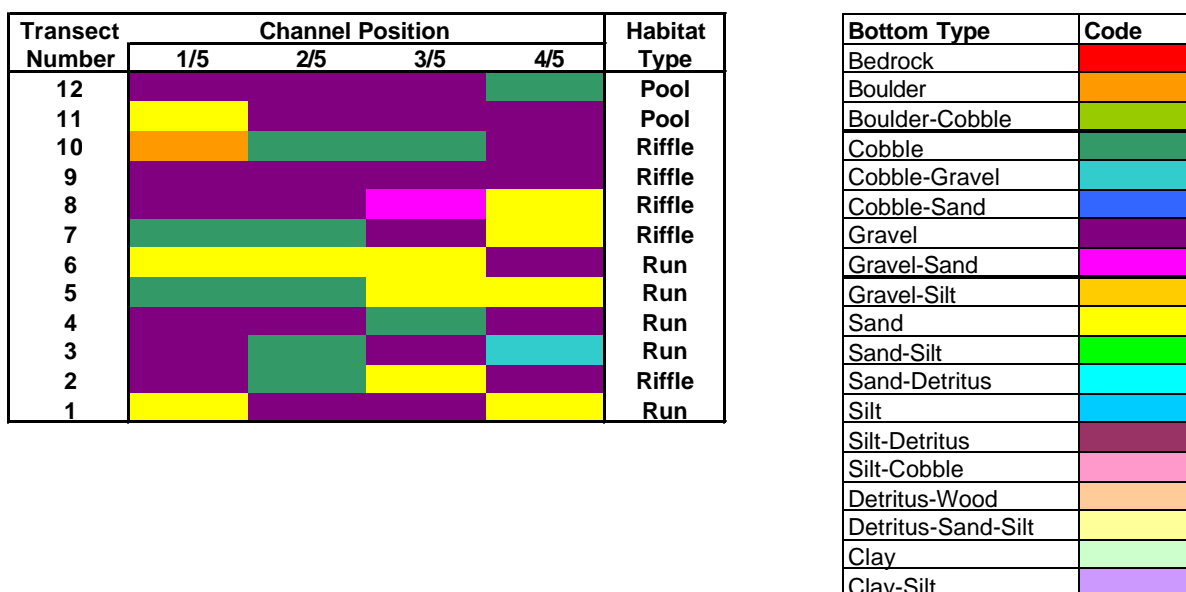 Transect Channel Position Habitat
Number 1/5 2/5 3/5 4/5 Type
12 Pool
11 Pool
10 Riffle
9 Riffle
8 Riffle
7 Riffle
6 Run
5 Run
4 Run
3 Run
2 Riffle
1 Run
Bottom Type Code
Bedrock
Boulder
Boulder-Cobble
Cobble
Cobble-Gravel
Cobble-Sand
Gravel
Gravel-Sand
Gravel-Silt
Sand
Sand-Silt
Sand-Detritus
Silt
Silt-Detritus
Silt-Cobble
Detritus-Wood
Detritus-Sand-Silt
Clay
Clay-Silt